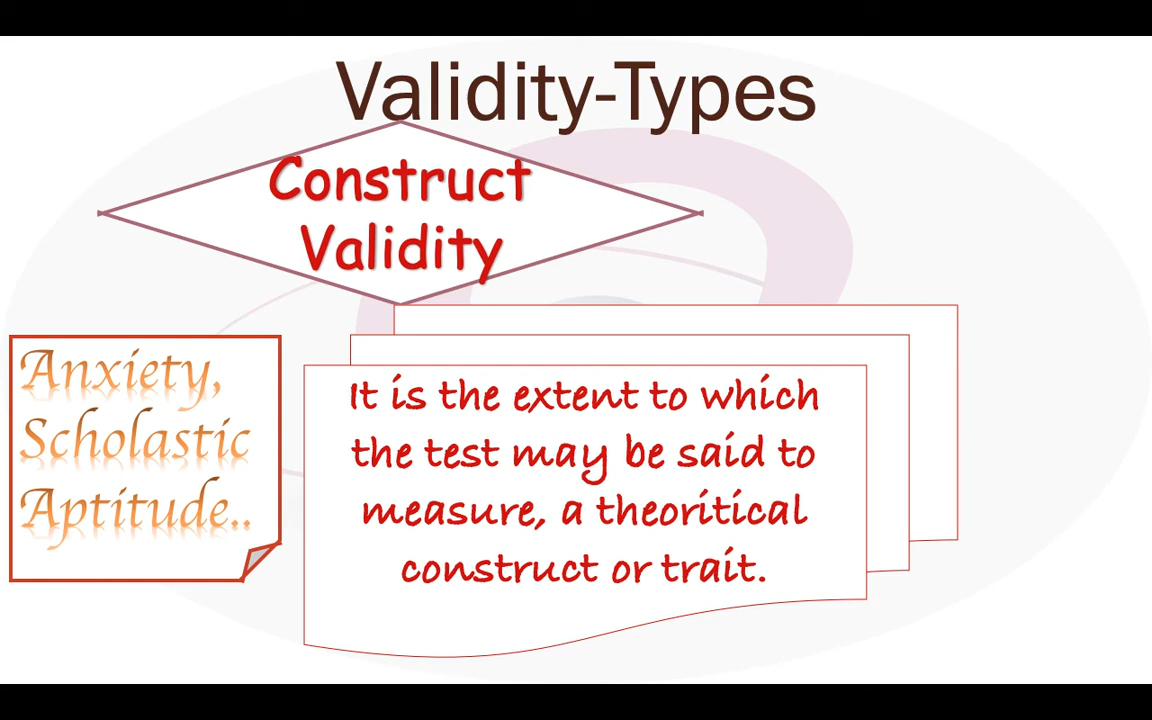 Validity-Types
Construct
Validity
Anxiety,
Scholastic
Aptitude..
It is the extent to which
the test may be said to
measure, a theoritical
construct or trait.